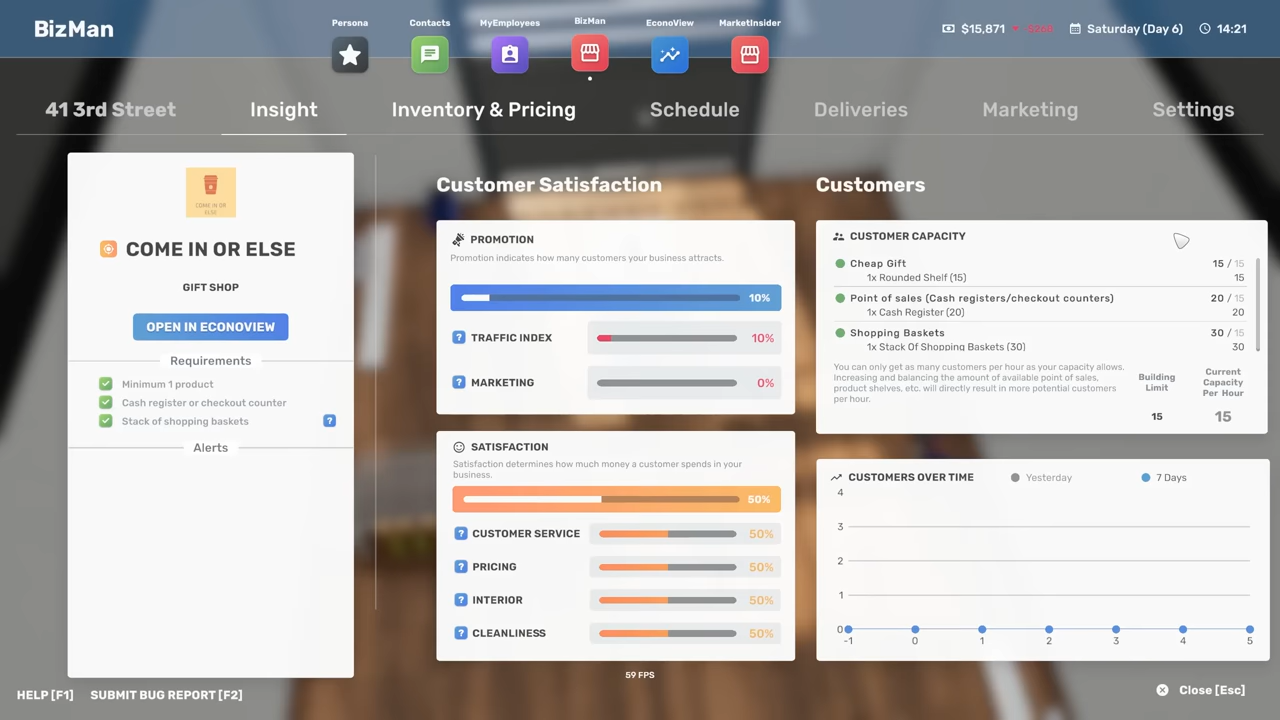 BizMan
Persona
Contacts
MyEmployees
BizMan
EconoView
MarketInsider
$15,871
-$265
Saturday (Day 6)
14:21
41 3rd Street
Insight
Inventory & Pricing
Schedule
Deliveries
Marketing
Settings
COME IN OR
ELSE
COME IN OR ELSE
GIFT SHOP
OPEN IN ECONOVIEW
Requirements
Minimum 1 product
Cash register or checkout counter
Stack of shopping baskets
?
Alerts
Customer Satisfaction
PROMOTION
Promotion indicates how many customers your business attracts.
10%
? TRAFFIC INDEX 10%
? MARKETING 0%
SATISFACTION
Satisfaction determines how much money a customer spends in your
business.
50%
? CUSTOMER SERVICE 50%
? PRICING 50%
? INTERIOR 50%
? CLEANLINESS 50%
Customers
CUSTOMER CAPACITY
Cheap Gift 15 / 15
1x Rounded Shelf (15) 15
Point of sales (Cash registers/checkout counters) 20 / 15
1x Cash Register (20) 20
Shopping Baskets 30 / 15
1x Stack Of Shopping Baskets (30) 30
You can only get as many customers per hour as your capacity allows.
Increasing and balancing the amount of available point of sales,
product shelves, etc. will directly result in more potential customers
per hour.
Building
Limit
15
Current
Capacity
Per Hour
15
CUSTOMERS OVER TIME
Yesterday
7 Days
4
3
2
1
0
-1 0 1 2 3 4 5
59 FPS
HELP [F1]
SUBMIT BUG REPORT [F2]
Close [Esc]